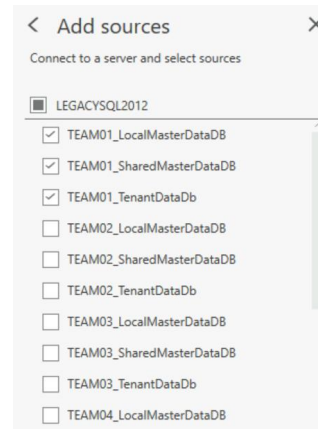 Add sources
Connect to a server and select sources
LEGACYSQL2012
TEAM01_LocalMasterDataDB
TEAM01_SharedMasterDataDB
TEAM01_TenantDataDb
TEAM02_LocalMasterDataDB
TEAM02_SharedMasterDataDB
TEAM02_TenantDataDb
TEAM03_LocalMasterDataDB
TEAM03_SharedMasterDataDB
TEAM03_TenantDataDb
TEAM04_LocalMasterDataDB